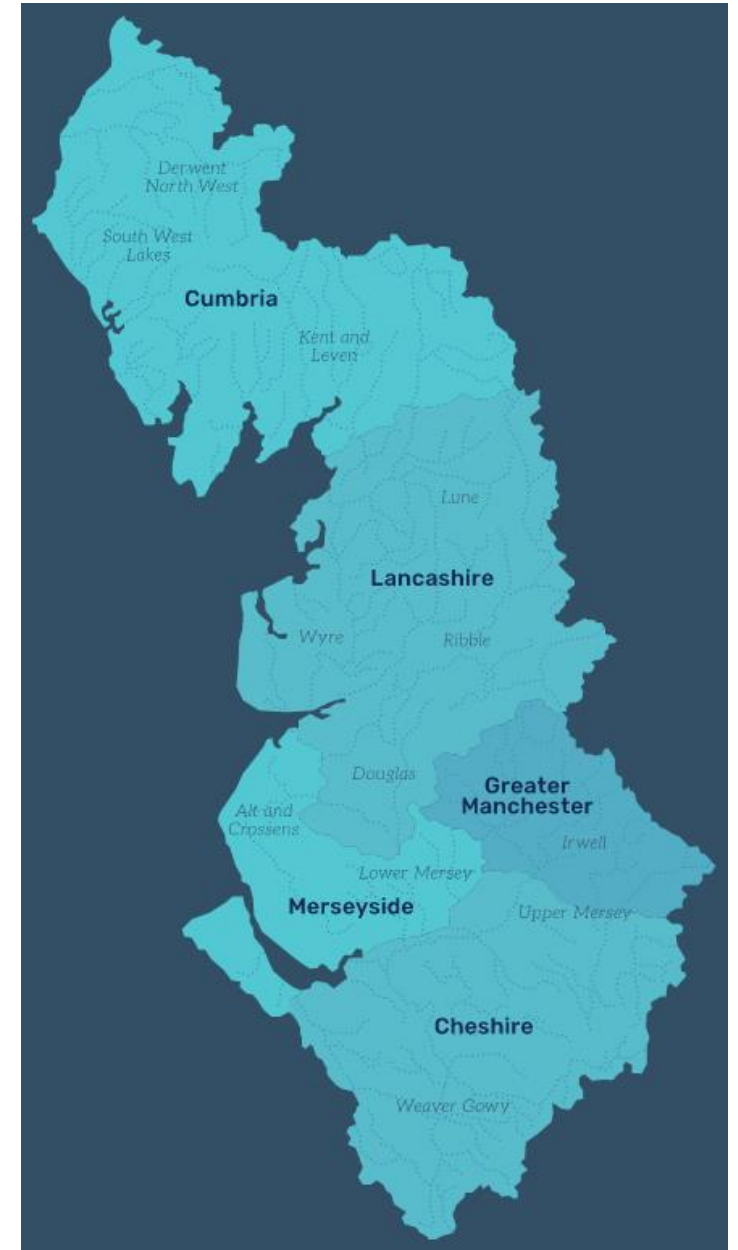 Derwent
North West
South West
Lakes
Cumbria
Kent and
Leven
Lune
Lancashire
Wyre
Ribble
Douglas
Greater
Manchester
Alt and
Crossens
Irwell
Lower Mersey
Merseyside
Upper Mersey
Cheshire
Weaver Gowy